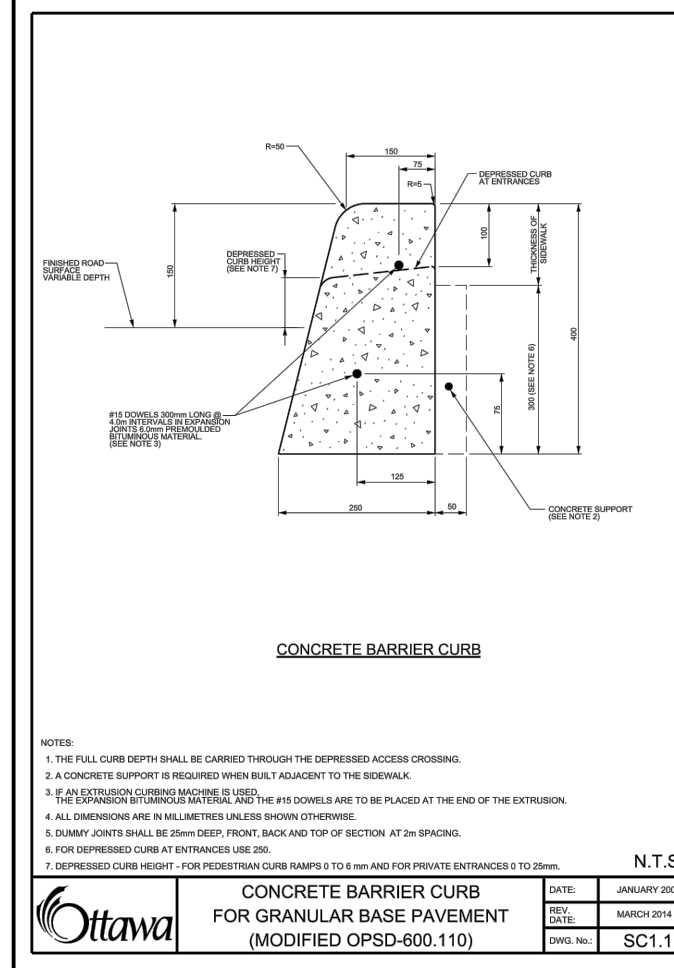 R=50
150
75
R=5
DEPRESSED CURB
AT ENTRANCES
100
THICKNESS OF
SIDEWALK
DEPRESSED
CURB HEIGHT
(SEE NOTE 7)
FINISHED ROAD
SURFACE
VARIABLE DEPTH
150
300 (SEE NOTE 6)
400
75
#15 DOWELS 300mm LONG @
4.0m INTERVALS IN EXPANSION
JOINTS 6.0mm PREMOULDED
BITUMINOUS MATERIAL.
(SEE NOTE 3)
125
250
50
CONCRETE SUPPORT
(SEE NOTE 2)
CONCRETE BARRIER CURB
NOTES:
1. THE FULL CURB DEPTH SHALL BE CARRIED THROUGH THE DEPRESSED ACCESS CROSSING.
2. A CONCRETE SUPPORT IS REQUIRED WHEN BUILT ADJACENT TO THE SIDEWALK.
3. IF AN EXTRUSION CURBING MACHINE IS USED,
THE EXPANSION BITUMINOUS MATERIAL AND THE #15 DOWELS ARE TO BE PLACED AT THE END OF THE EXTRUSION.
4. ALL DIMENSIONS ARE IN MILLIMETRES UNLESS SHOWN OTHERWISE.
5. DUMMY JOINTS SHALL BE 25mm DEEP, FRONT, BACK AND TOP OF SECTION AT 2m SPACING.
6. FOR DEPRESSED CURB AT ENTRANCES USE 250.
7. DEPRESSED CURB HEIGHT - FOR PEDESTRIAN CURB RAMPS 0 TO 6 mm AND FOR PRIVATE ENTRANCES 0 TO 25mm.
N.T.S
Ottawa
CONCRETE BARRIER CURB
FOR GRANULAR BASE PAVEMENT
(MODIFIED OPSD-600.110)
DATE:
JANUARY 200
REV.
DATE:
MARCH 2014
DWG. No.:
SC1.1